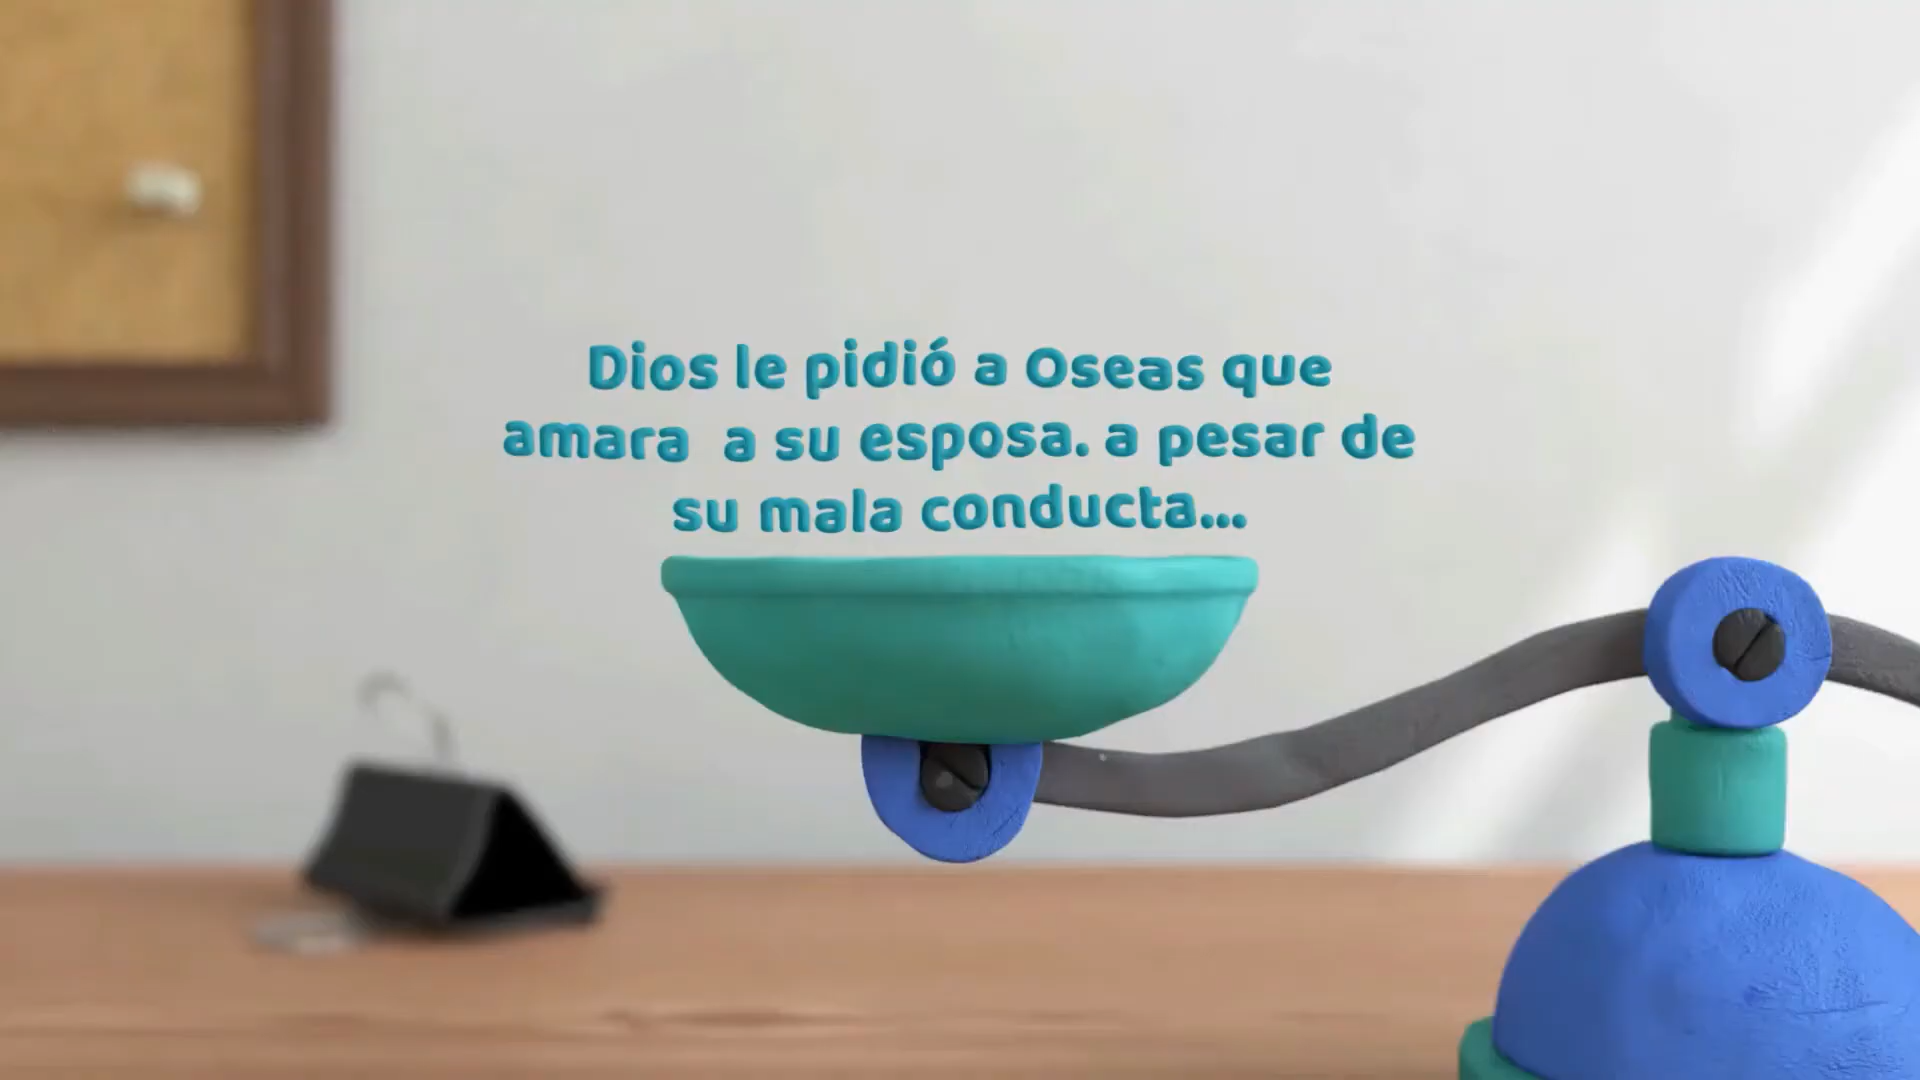 Dios le pidió a Oseas que
amara  a su esposa. a pesar de
su mala conducta...